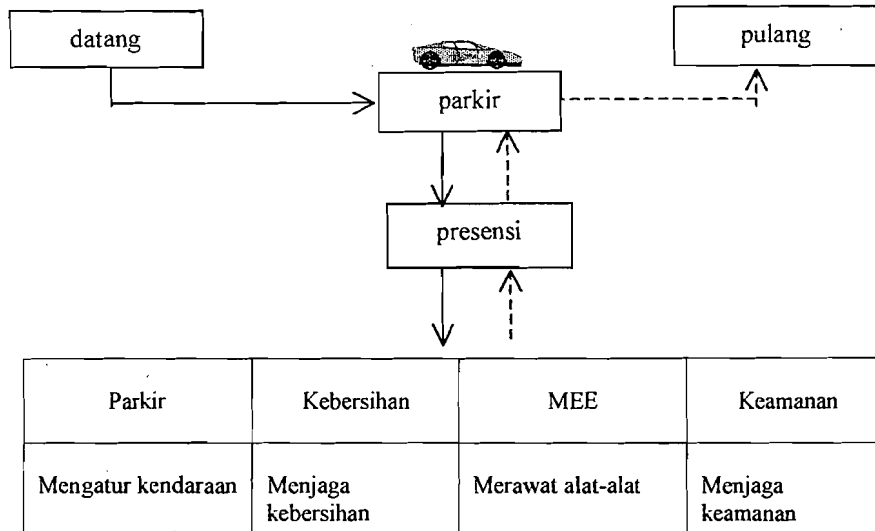 datang
pulang
parkir
presensi
Parkir
Kebersihan
MEE
Keamanan
Mengatur kendaraan
Menjaga
kebersihan
Merawat alat-alat
Menjaga
keamanan